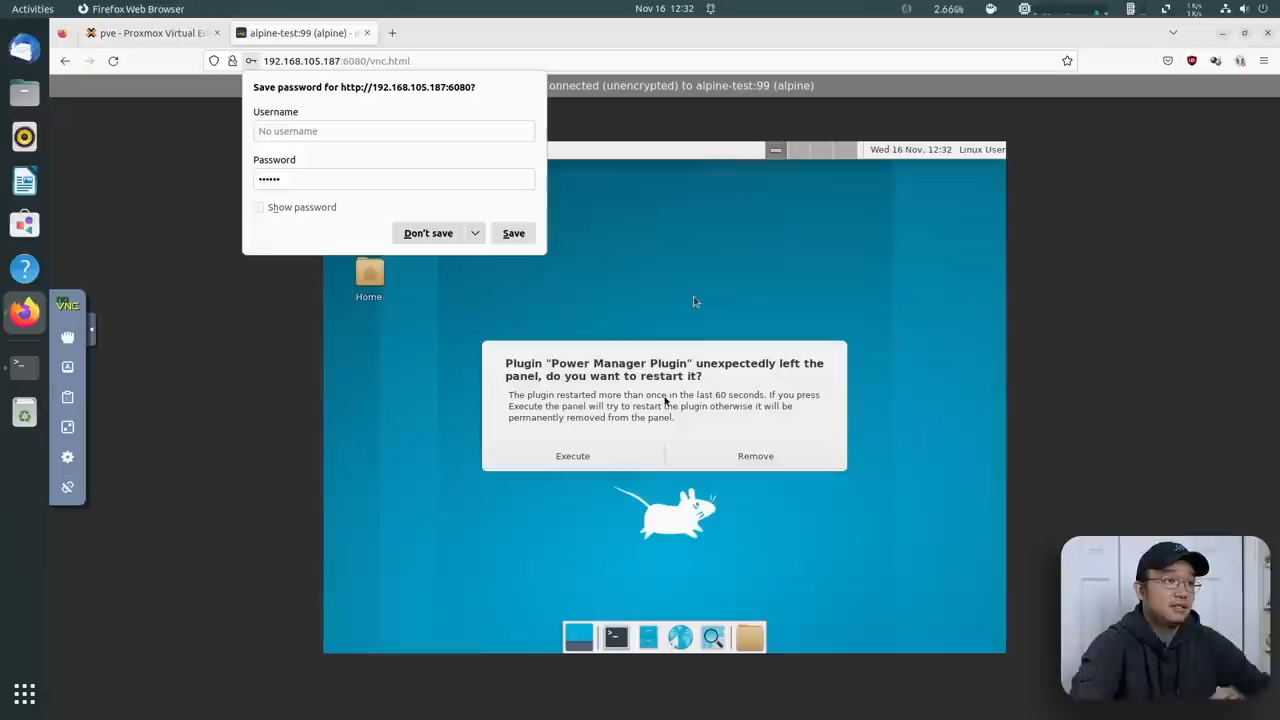 Activities
Firefox Web Browser
Nov 16 12:32
2.66%
pve - Proxmox Virtual En
alpine-test:99 (alpine) -
192.168.105.187:6080/vnc.html
onnected (unencrypted) to alpine-test:99 (alpine)
Save password for http://192.168.105.187:6080?
Username
No username
Password
••••••
Show password
Don't save
Save
Wed 16 Nov, 12:32 Linux User
Home
no
VNC
Plugin "Power Manager Plugin" unexpectedly left the
panel, do you want to restart it?
The plugin restarted more than once in the last 60 seconds. If you press
Execute the panel will try to restart the plugin otherwise it will be
permanently removed from the panel.
Execute
Remove